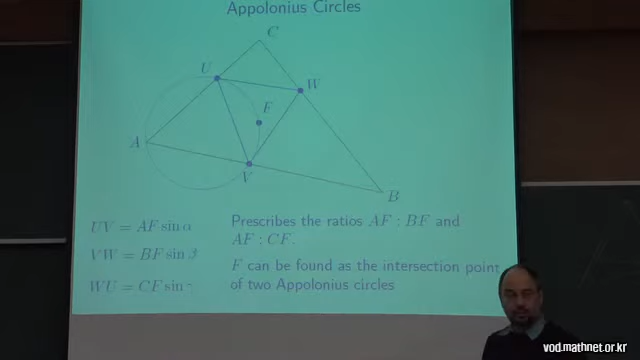 Appolonius Circles
C
U
W
F
A
V
B
UV = AF sin α
VW = BF sin β
WU = CF sin γ
Prescribes the ratios AF : BF and
AF : CF.
F can be found as the intersection point
of two Appolonius circles
vod.mathnet.or.kr